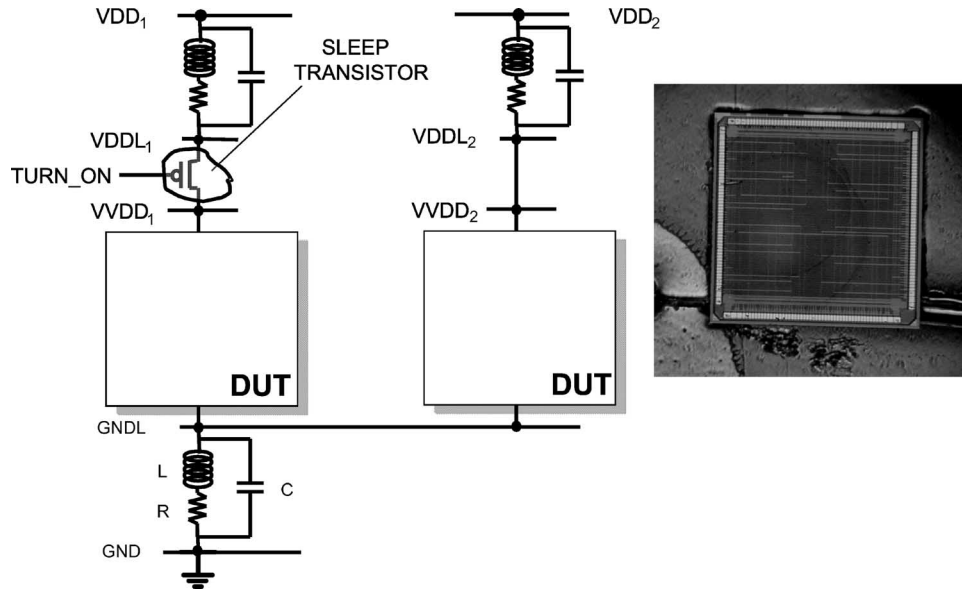 VDD₁
VDD₂
SLEEP
TRANSISTOR
VDDL₁
VDDL₂
TURN_ON
VVDD₁
VVDD₂
DUT
DUT
GNDL
L
C
R
GND